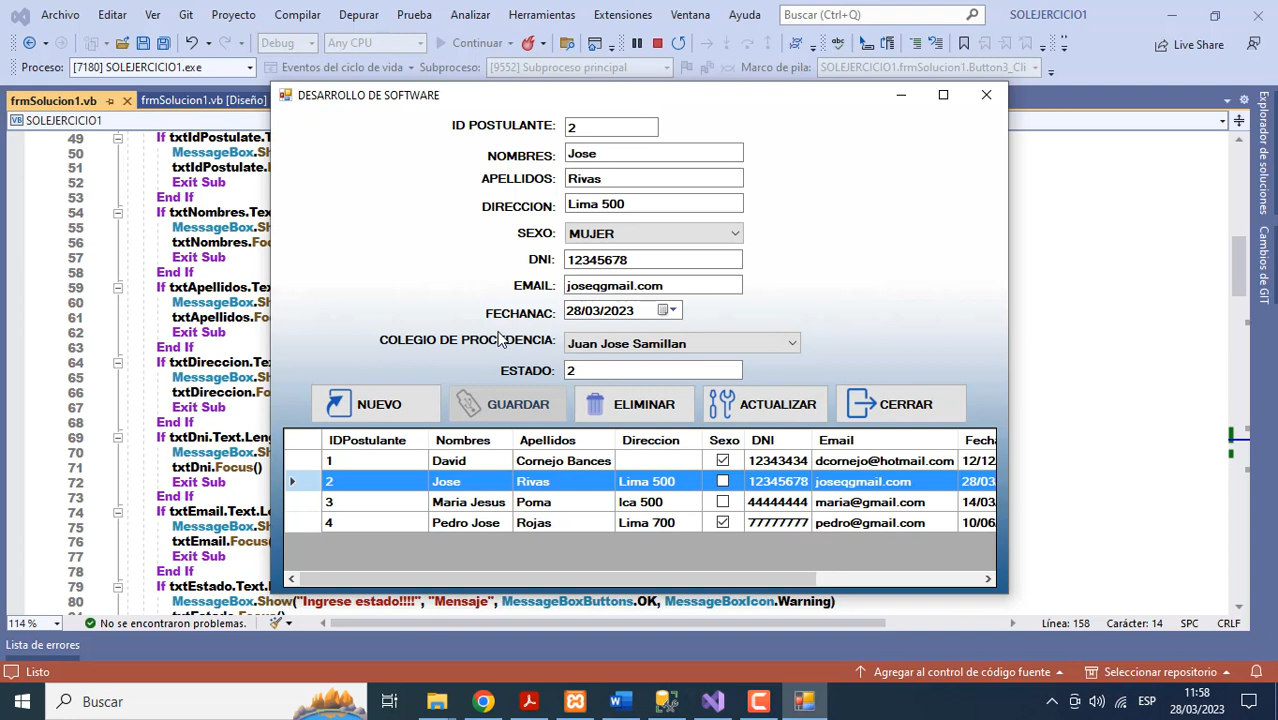 Archivo Editar Ver Git Proyecto Compilar Depurar Prueba Analizar Herramientas Extensiones Ventana Ayuda Buscar (Ctrl+Q) SOLEJERCICIO1
Debug Any CPU Continuar Live Share
Proceso: [7180] SOLEJERCICIO1.exe Eventos del ciclo de vida Subproceso: [9552] Subproceso principal Marco de pila: SOLEJERCICIO1.frmSolucion1.Button3_Cli
frmSolucion1.vb frmSolucion1.vb [Diseño]
SOLEJERCICIO1
DESARROLLO DE SOFTWARE
ID POSTULANTE: 2
NOMBRES: Jose
APELLIDOS: Rivas
DIRECCION: Lima 500
SEXO: MUJER
DNI: 12345678
EMAIL: joseqgmail.com
FECHANAC: 28/03/2023
COLEGIO DE PROCEDENCIA: Juan Jose Samillan
ESTADO: 2
NUEVO GUARDAR ELIMINAR ACTUALIZAR CERRAR
IDPostulante Nombres Apellidos Direccion Sexo DNI Email Fecha
1 David Cornejo Bances 12343434 dcornejo@hotmail.com 12/12
2 Jose Rivas Lima 500 12345678 joseqgmail.com 28/03
3 Maria Jesus Poma Ica 500 44444444 maria@gmail.com 14/03
4 Pedro Jose Rojas Lima 700 77777777 pedro@gmail.com 10/06
49 If txtIdPostulate.T
50 MessageBox.Sh
51 txtIdPostulate.F
52 Exit Sub
53 End If
54 If txtNombres.Tex
55 MessageBox.Sh
56 txtNombres.Foc
57 Exit Sub
58 End If
59 If txtApellidos.Text
60 MessageBox.Sh
61 txtApellidos.Foc
62 Exit Sub
63 End If
64 If txtDireccion.Text
65 MessageBox.Sh
66 txtDireccion.Foc
67 Exit Sub
68 End If
69 If txtDni.Text.Leng
70 MessageBox.Sh
71 txtDni.Focus()
72 Exit Sub
73 End If
74 If txtEmail.Text.Le
75 MessageBox.Sh
76 txtEmail.Focus(
77 Exit Sub
78 End If
79 If txtEstado.Text.
80 MessageBox.Show("Ingrese estado!!!!", "Mensaje", MessageBoxButtons.OK, MessageBoxIcon.Warning)
Explorador de soluciones
Cambios de GIT
114 % No se encontraron problemas. Línea: 158 Carácter: 14 SPC CRLF
Lista de errores
Listo Agregar al control de código fuente Seleccionar repositorio
Buscar ESP 11:58
28/03/2023